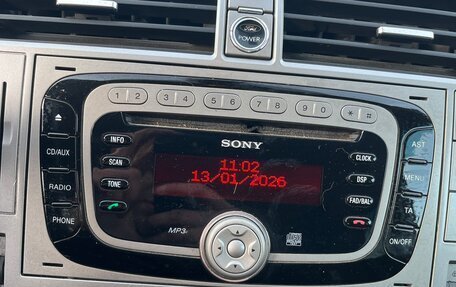 Ford
POWER
1 2 3 4 5 6 7 8 9 0 * #
SONY
INFO
SCAN
TONE
CD/AUX
RADIO
PHONE
11:02
13/01/2026
CLOCK
DSP
FAD/BAL
AST
MENU
TA
ON/OFF
MP3